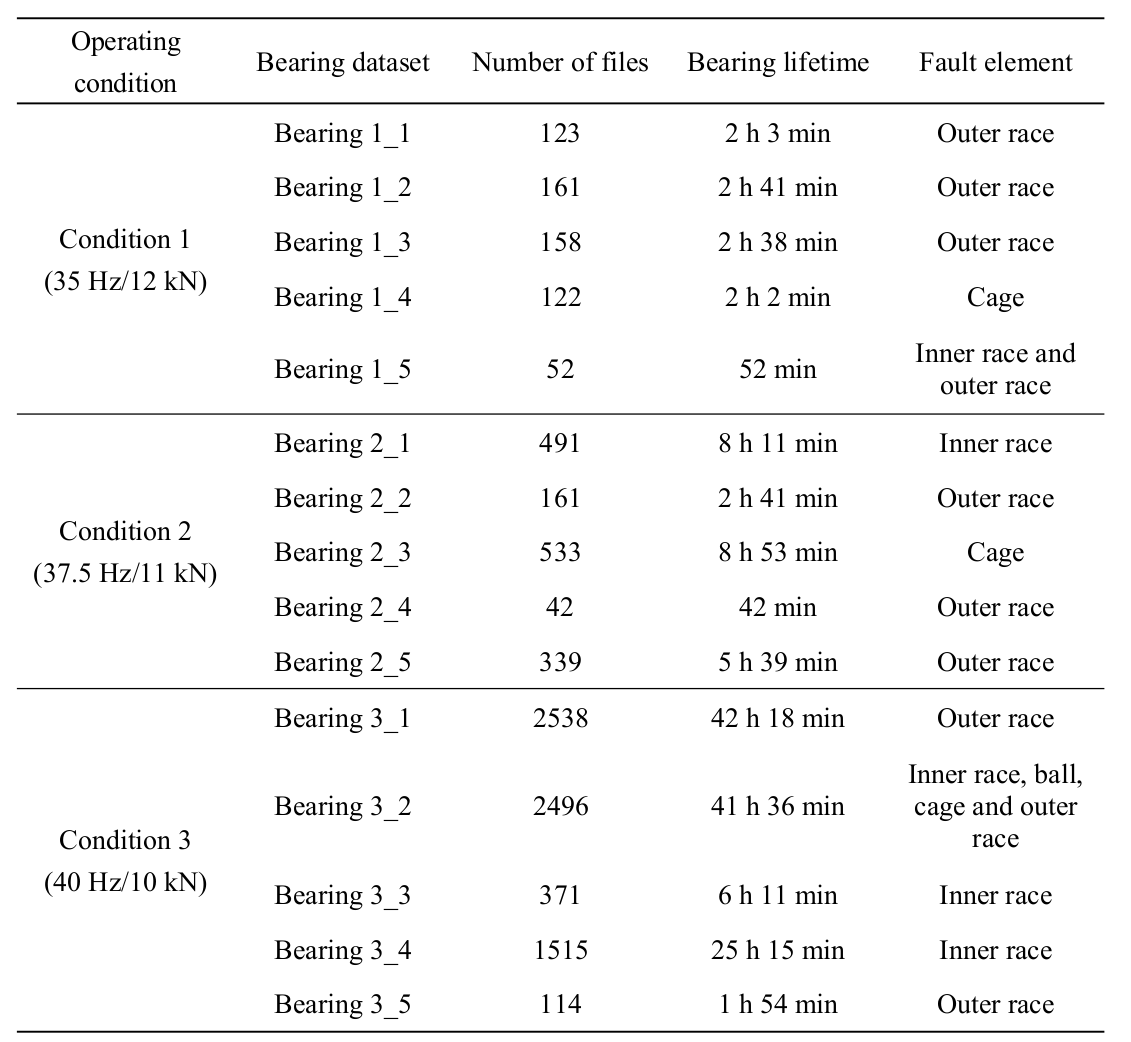 Operating condition Bearing dataset Number of files Bearing lifetime Fault element
Condition 1
(35 Hz/12 kN)
Bearing 1_1 123 2 h 3 min Outer race
Bearing 1_2 161 2 h 41 min Outer race
Bearing 1_3 158 2 h 38 min Outer race
Bearing 1_4 122 2 h 2 min Cage
Bearing 1_5 52 52 min Inner race and outer race
Condition 2
(37.5 Hz/11 kN)
Bearing 2_1 491 8 h 11 min Inner race
Bearing 2_2 161 2 h 41 min Outer race
Bearing 2_3 533 8 h 53 min Cage
Bearing 2_4 42 42 min Outer race
Bearing 2_5 339 5 h 39 min Outer race
Condition 3
(40 Hz/10 kN)
Bearing 3_1 2538 42 h 18 min Outer race
Bearing 3_2 2496 41 h 36 min Inner race, ball, cage and outer race
Bearing 3_3 371 6 h 11 min Inner race
Bearing 3_4 1515 25 h 15 min Inner race
Bearing 3_5 114 1 h 54 min Outer race